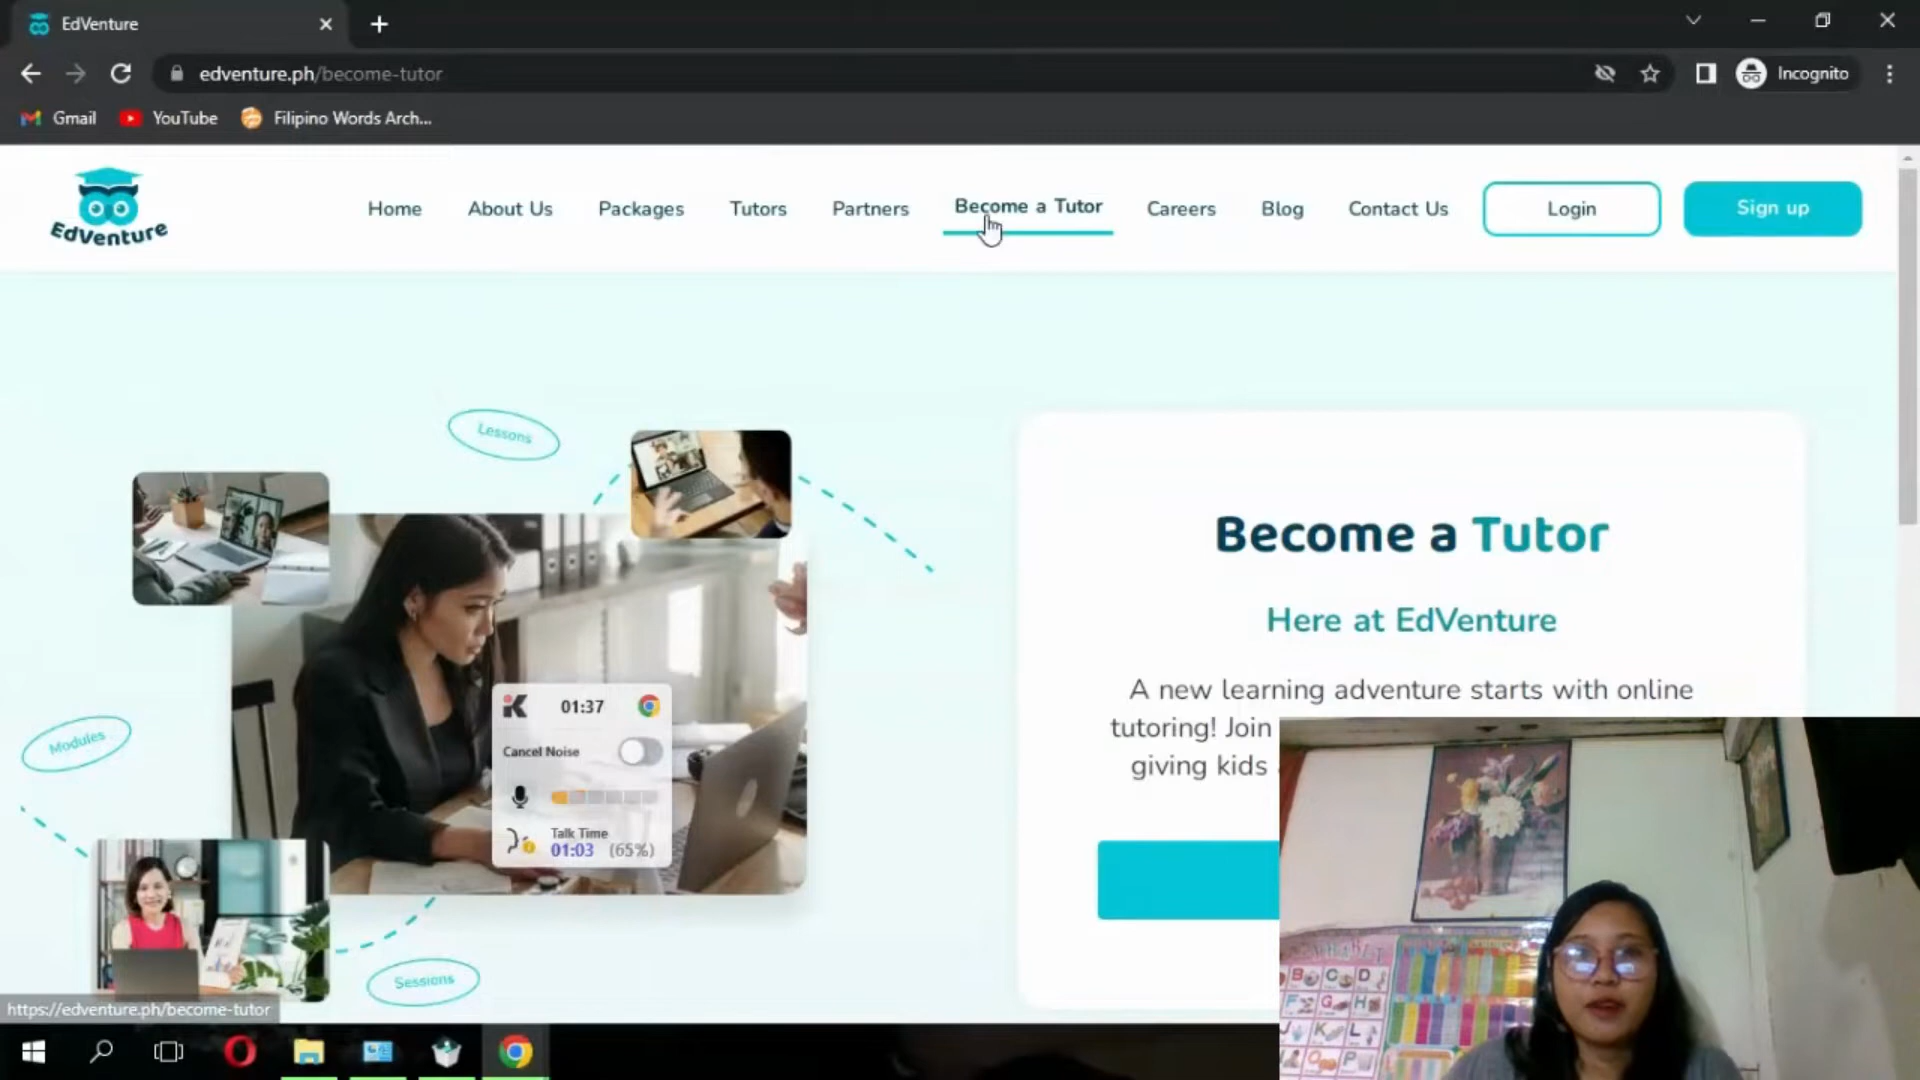 EdVenture
edventure.ph/become-tutor
Incognito
Gmail
YouTube
Filipino Words Arch...
EdVenture
Home
About Us
Packages
Tutors
Partners
Become a Tutor
Careers
Blog
Contact Us
Login
Sign up
Lessons
Modules
Sessions
01:37
Cancel Noise
Talk Time
01:03 (65%)
Become a Tutor
Here at EdVenture
A new learning adventure starts with online
tutoring! Join
giving kids
B C D
F G H
J K L
P
https://edventure.ph/become-tutor